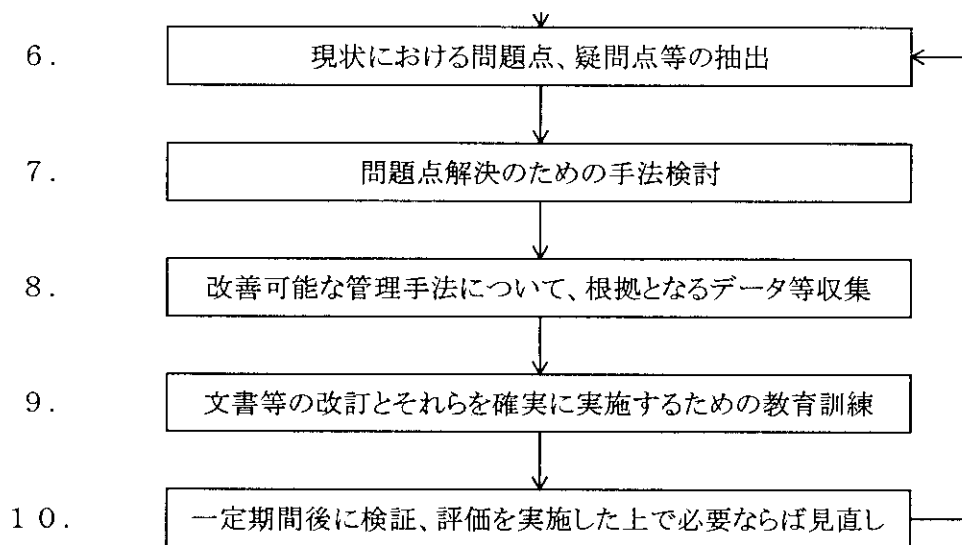 6. 現状における問題点、疑問点等の抽出
7. 問題点解決のための手法検討
8. 改善可能な管理手法について、根拠となるデータ等収集
9. 文書等の改訂とそれらを確実に実施するための教育訓練
10. 一定期間後に検証、評価を実施した上で必要ならば見直し